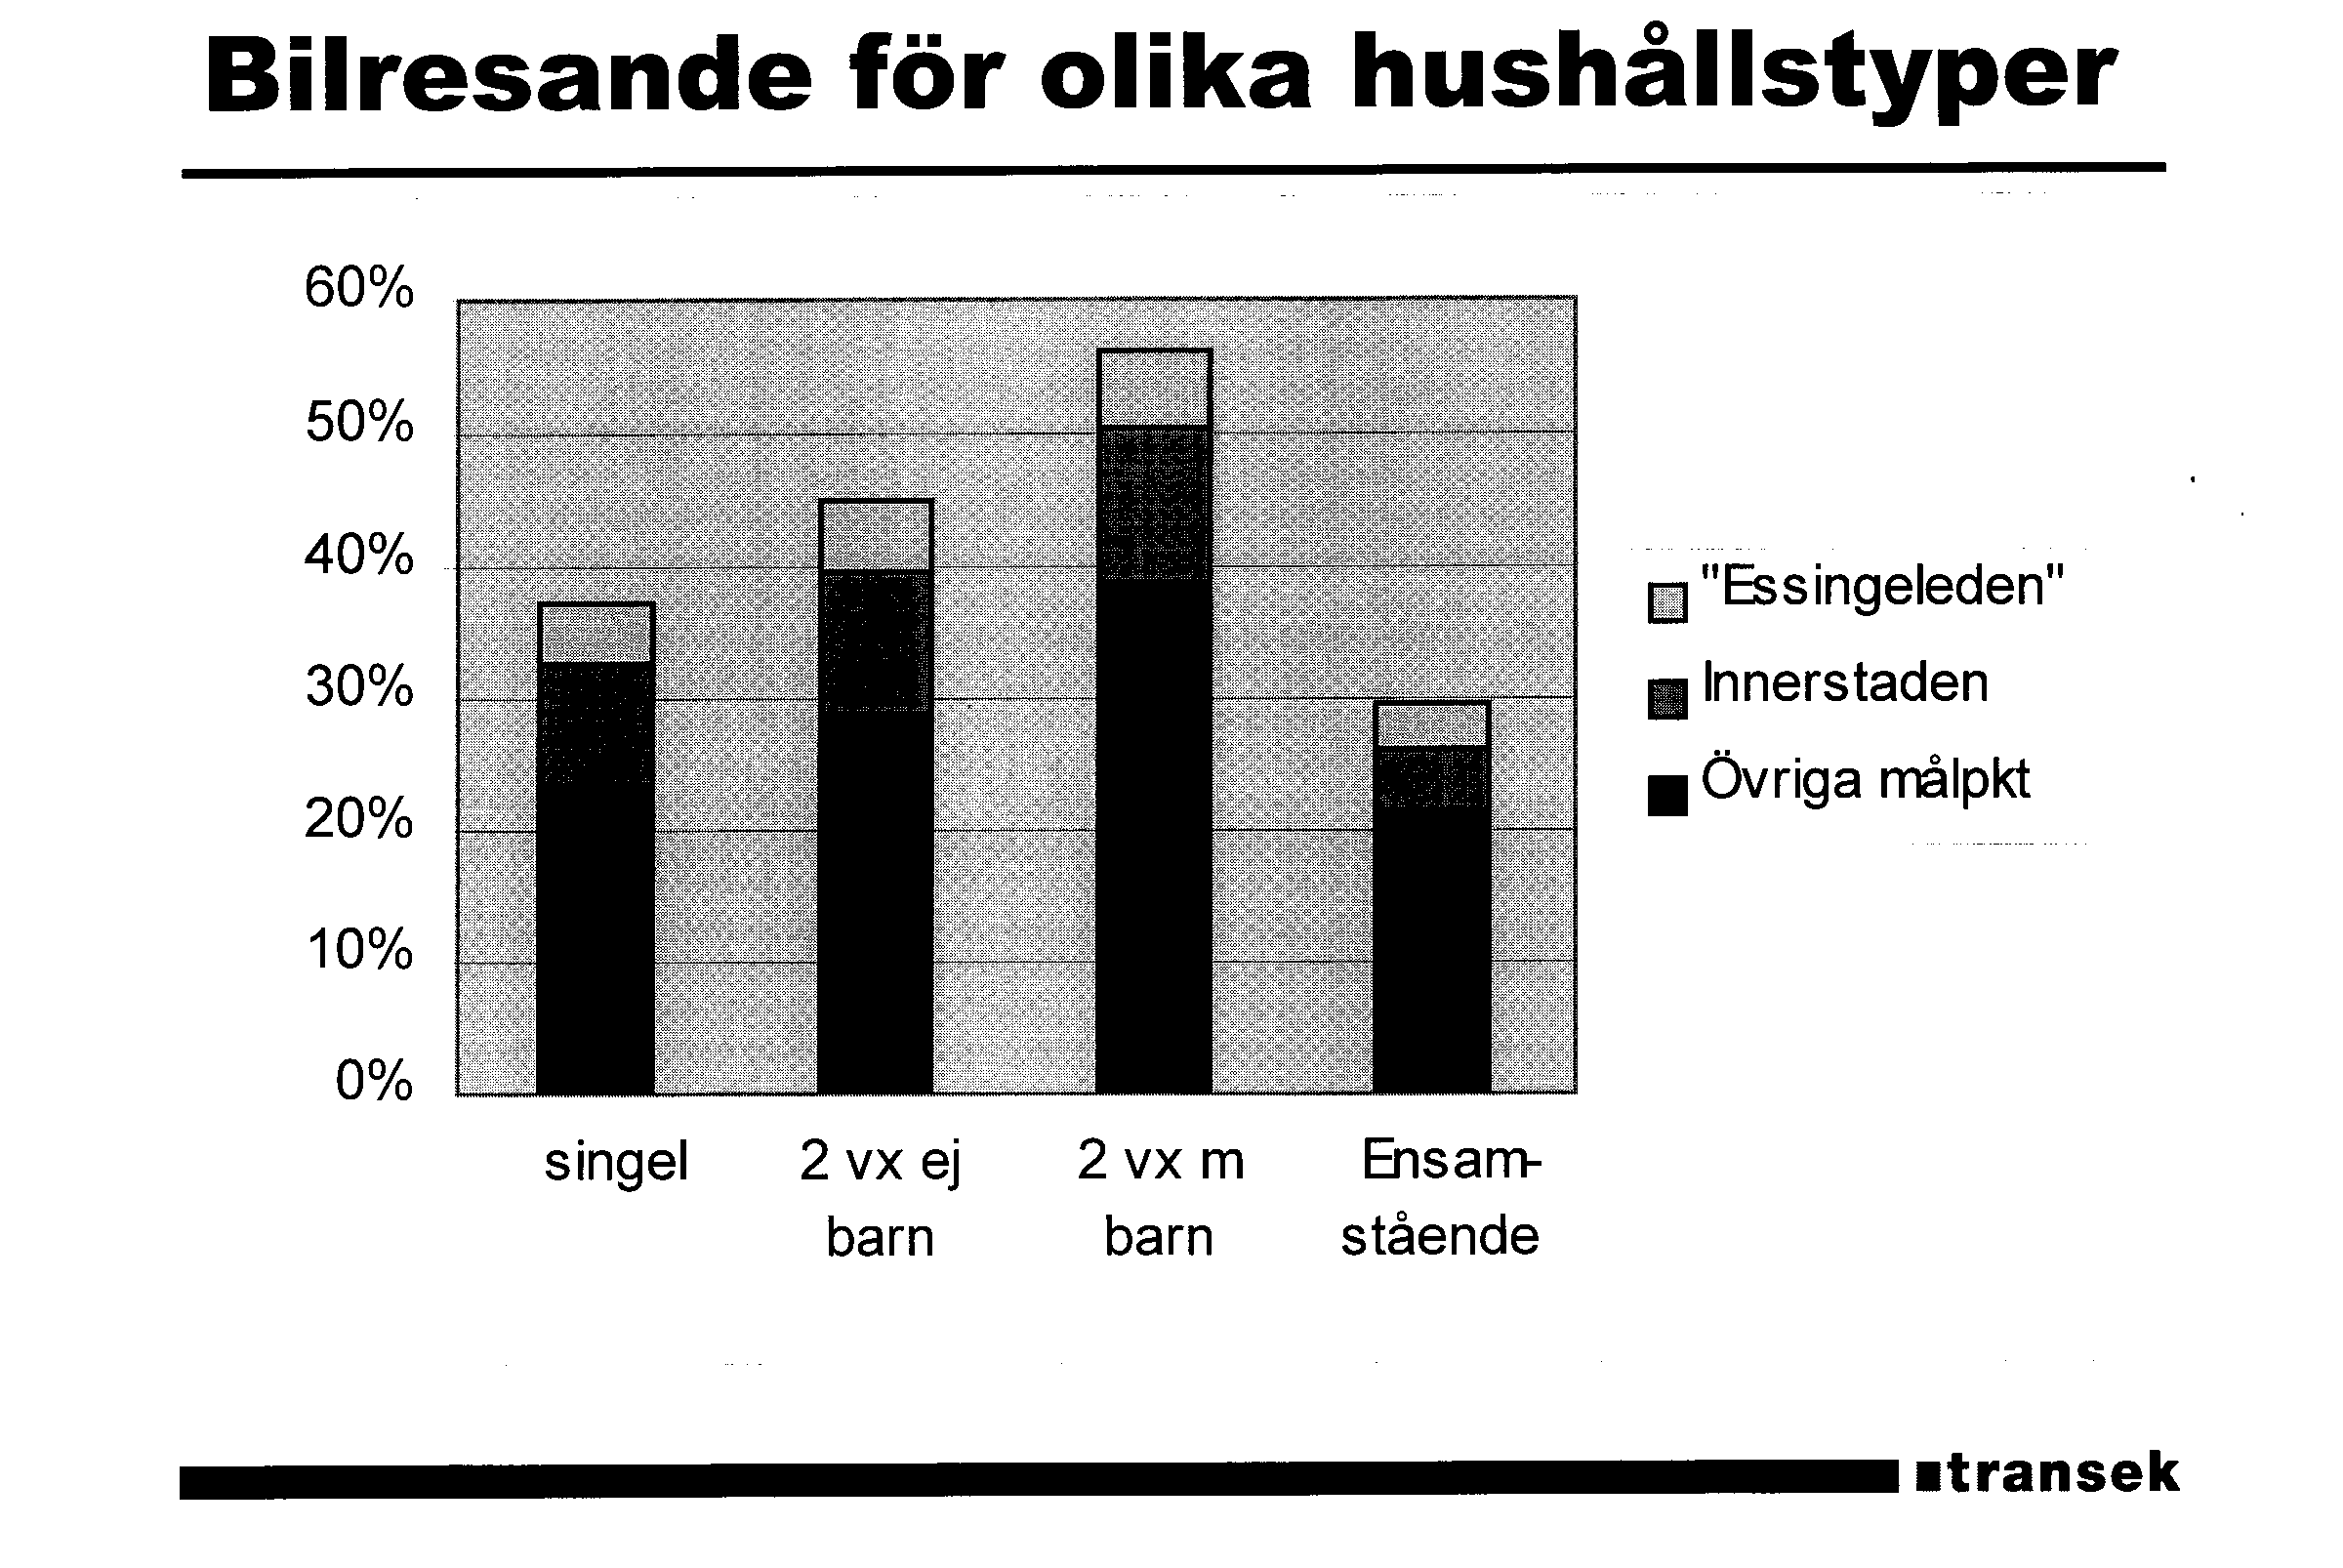 Bilresande för olika hushållstyper
60%
50%
40%
30%
20%
10%
0%
singel
2 vx ej
barn
2 vx m
barn
Ensam-
stående
"Essingeleden"
Innerstaden
Övriga målpkt
transek